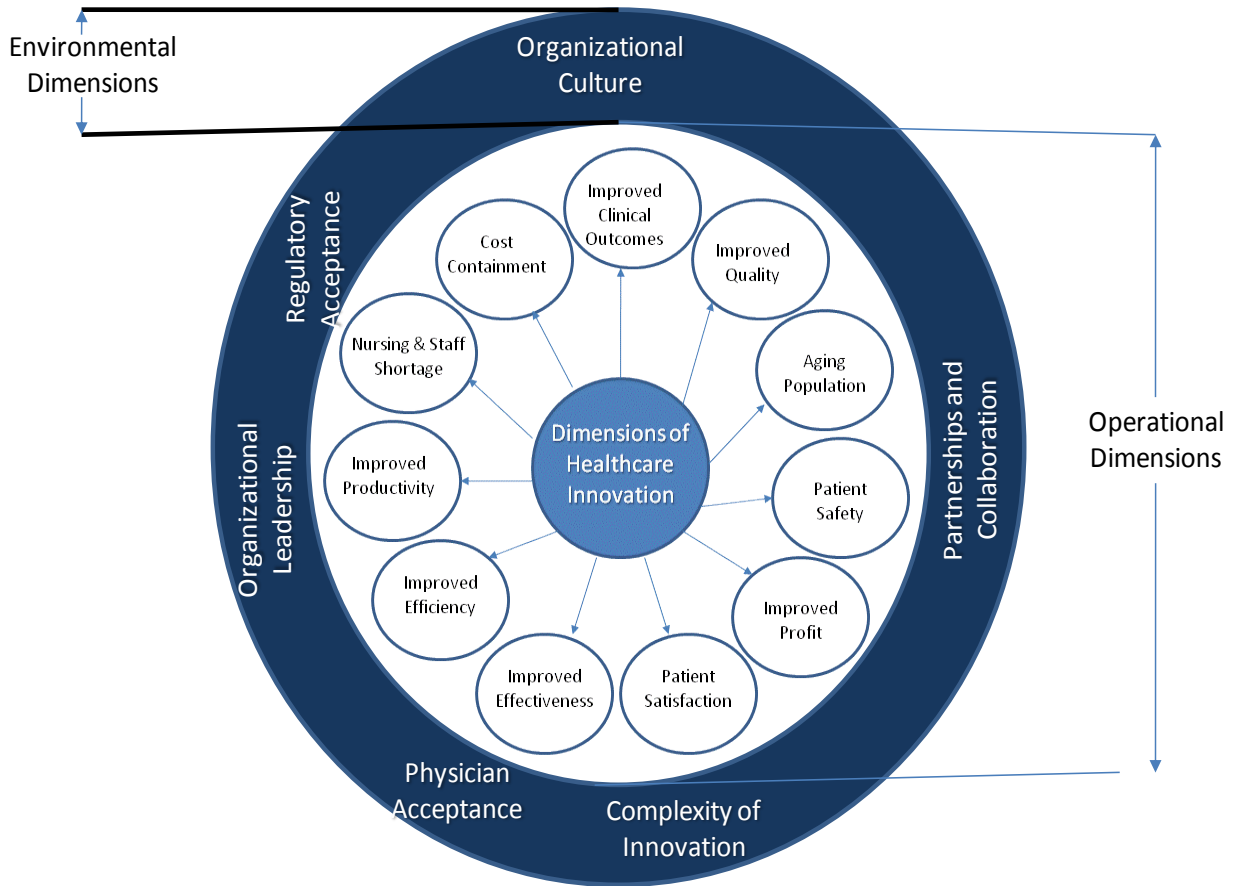 Environmental
Dimensions
Organizational
Culture
Regulatory
Acceptance
Organizational
Leadership
Physician
Acceptance
Complexity of
Innovation
Partnerships and
Collaboration
Operational
Dimensions
Dimensions of
Healthcare
Innovation
Improved
Clinical
Outcomes
Improved
Quality
Aging
Population
Patient
Safety
Improved
Profit
Patient
Satisfaction
Improved
Effectiveness
Improved
Efficiency
Improved
Productivity
Nursing & Staff
Shortage
Cost
Containment